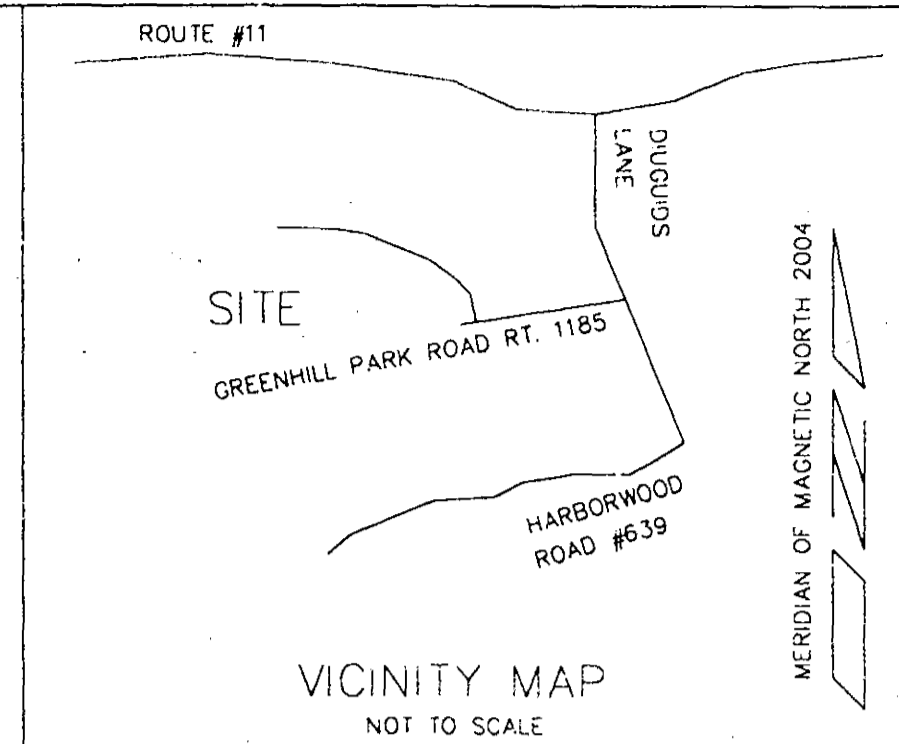 ROUTE #11
DIUGUIDS
LANE
SITE
GREENHILL PARK ROAD RT. 1185
HARBORWOOD
ROAD #639
MERIDIAN OF MAGNETIC NORTH 2004
N
VICINITY MAP
NOT TO SCALE